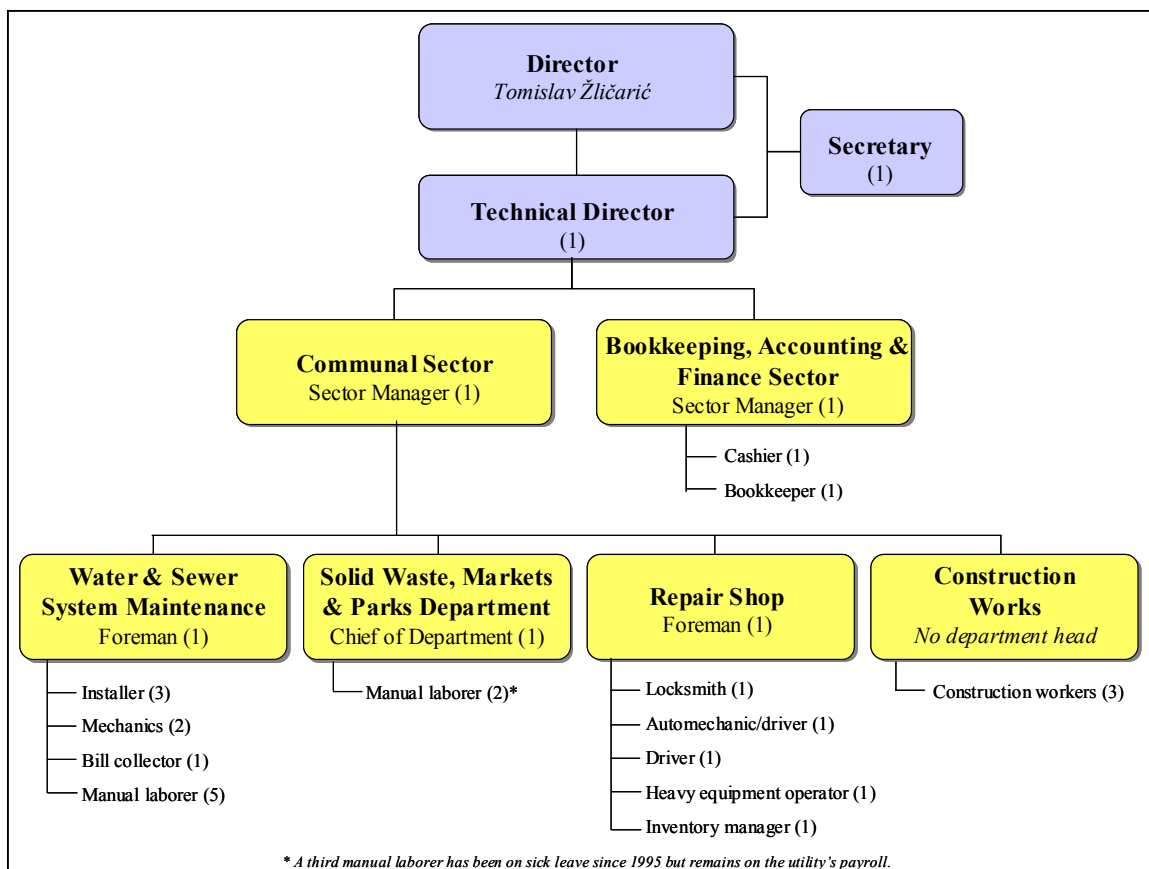 Director
Tomislav Žličarić
Secretary
(1)
Technical Director
(1)
Communal Sector
Sector Manager (1)
Bookkeeping, Accounting &
Finance Sector
Sector Manager (1)
Cashier (1)
Bookkeeper (1)
Water & Sewer
System Maintenance
Foreman (1)
Installer (3)
Mechanics (2)
Bill collector (1)
Manual laborer (5)
Solid Waste, Markets
& Parks Department
Chief of Department (1)
Manual laborer (2)*
Repair Shop
Foreman (1)
Locksmith (1)
Automechanic/driver (1)
Driver (1)
Heavy equipment operator (1)
Inventory manager (1)
Construction
Works
No department head
Construction workers (3)
* A third manual laborer has been on sick leave since 1995 but remains on the utility's payroll.